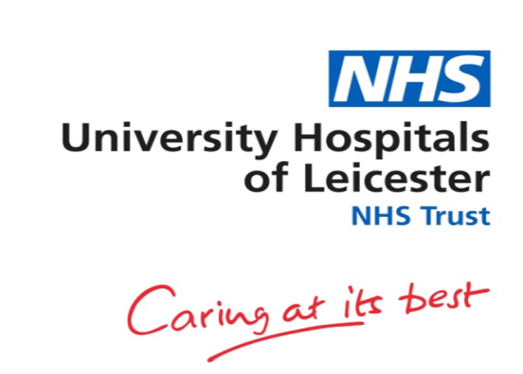 NHS
University Hospitals
of Leicester
NHS Trust
Caring at its best